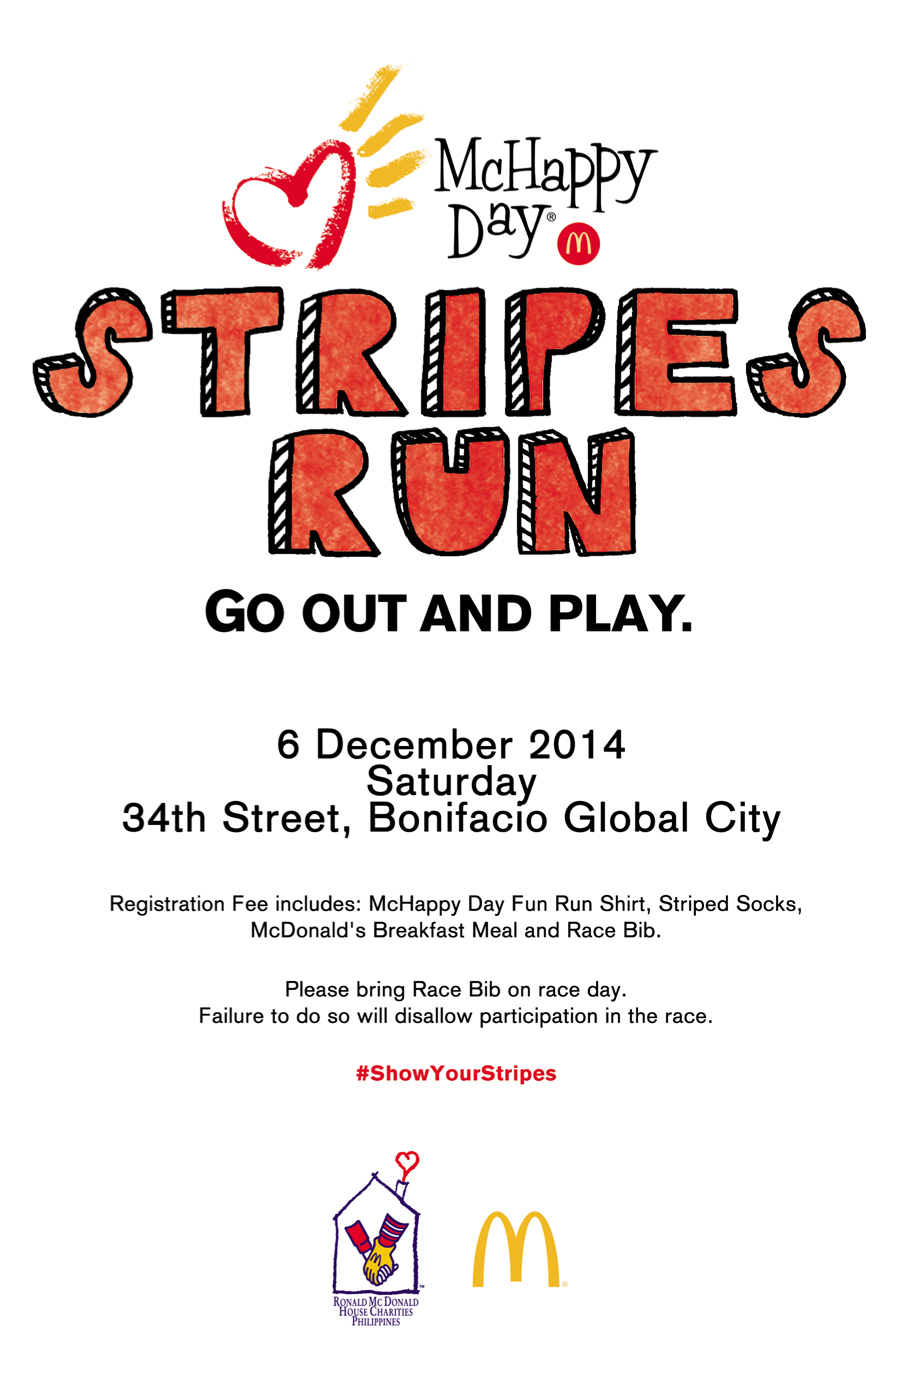 McHappy
Day®
STRIPES
RUN
GO OUT AND PLAY.
6 December 2014
Saturday
34th Street, Bonifacio Global City
Registration Fee includes: McHappy Day Fun Run Shirt, Striped Socks,
McDonald's Breakfast Meal and Race Bib.
Please bring Race Bib on race day.
Failure to do so will disallow participation in the race.
#ShowYourStripes
RONALD MCDONALD
HOUSE CHARITIES
PHILIPPINES